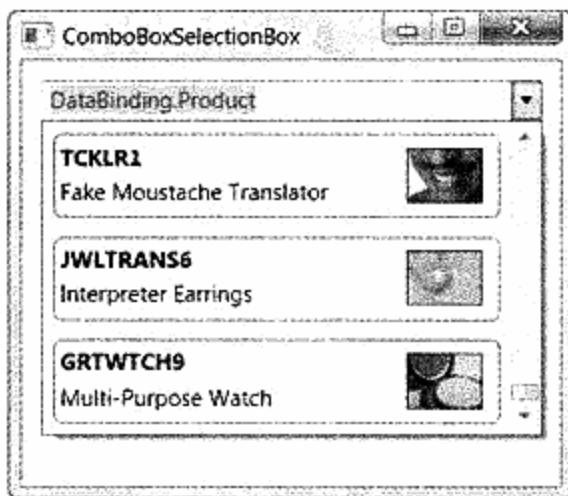 ComboBoxSelectionBox
DataBinding.Product
TCKLR1
Fake Moustache Translator
JWLTRANS6
Interpreter Earrings
GRTWTCH9
Multi-Purpose Watch